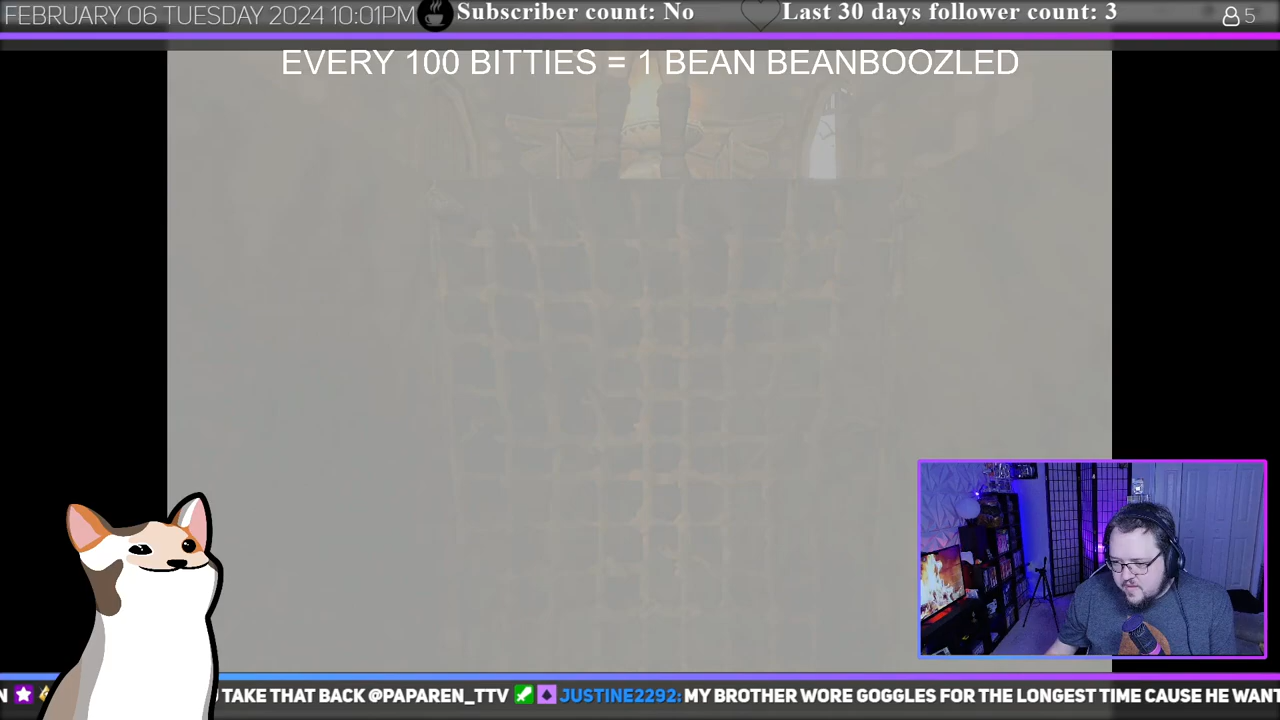 FEBRUARY 06 TUESDAY 2024 10:01PM
Subscriber count: No
Last 30 days follower count: 3
5
EVERY 100 BITTIES = 1 BEAN BEANBOOZLED
N TAKE THAT BACK @PAPAREN_TTV JUSTINE2292: MY BROTHER WORE GOGGLES FOR THE LONGEST TIME CAUSE HE WANT